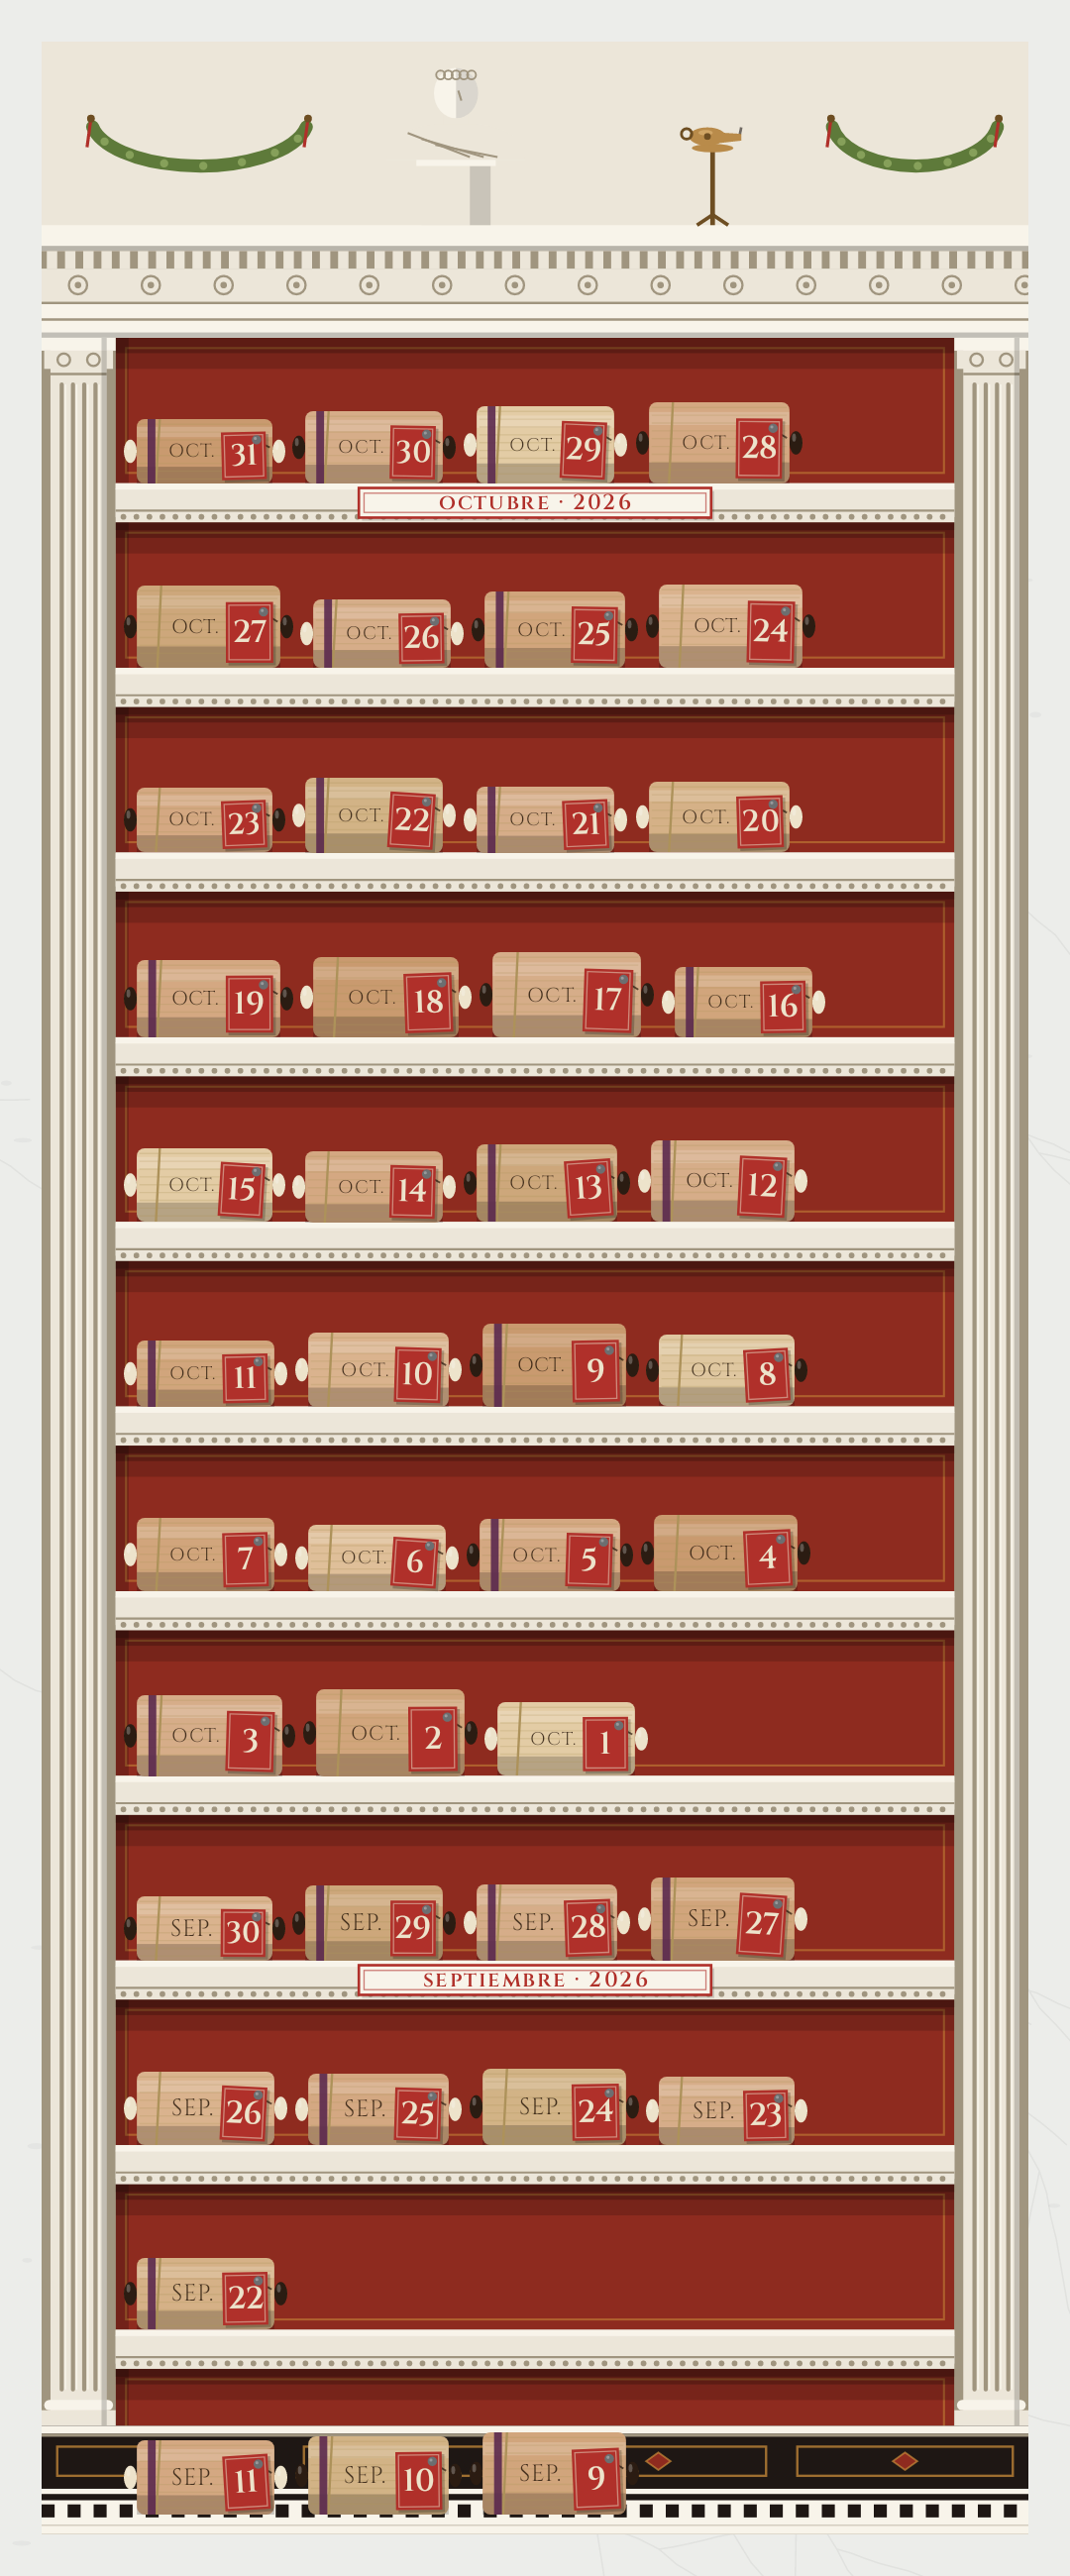 OCT. 31 OCT. 30 OCT. 29 OCT. 28
OCTUBRE · 2026
OCT. 27 OCT. 26 OCT. 25 OCT. 24
OCT. 23 OCT. 22 OCT. 21 OCT. 20
OCT. 19 OCT. 18 OCT. 17 OCT. 16
OCT. 15 OCT. 14 OCT. 13 OCT. 12
OCT. 11 OCT. 10 OCT. 9 OCT. 8
OCT. 7 OCT. 6 OCT. 5 OCT. 4
OCT. 3 OCT. 2 OCT. 1
SEP. 30 SEP. 29 SEP. 28 SEP. 27
SEPTIEMBRE · 2026
SEP. 26 SEP. 25 SEP. 24 SEP. 23
SEP. 22
SEP. 11 SEP. 10 SEP. 9